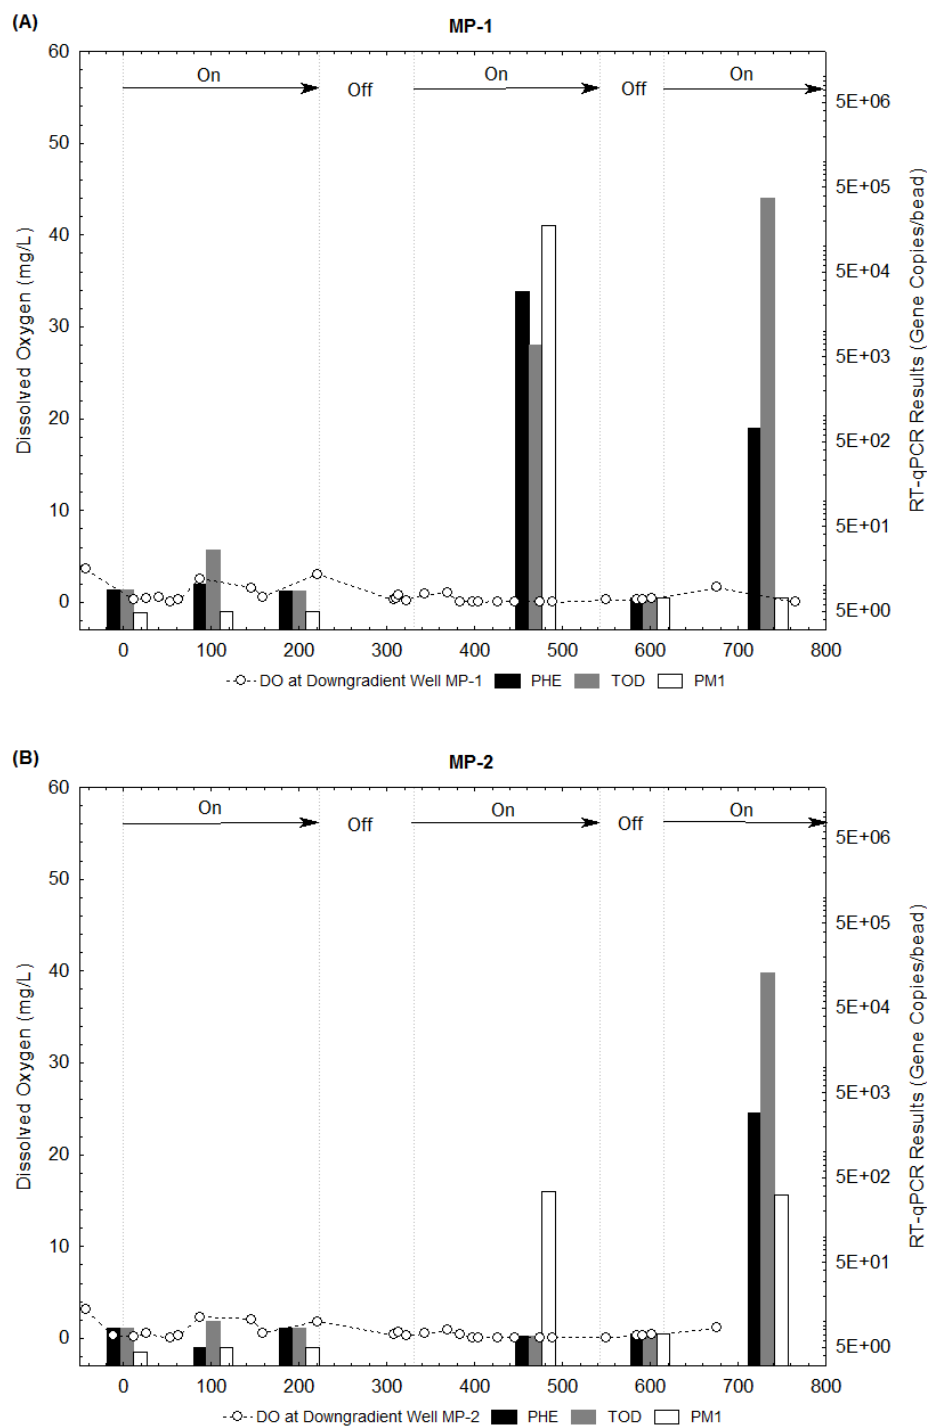 (A)
MP-1
60
50
40
30
20
10
0
Dissolved Oxygen (mg/L)
On
Off
On
Off
On
5E+06
5E+05
5E+04
5E+03
5E+02
5E+01
5E+00
RT-qPCR Results (Gene Copies/bead)
0 100 200 300 400 500 600 700 800
DO at Downgradient Well MP-1 PHE TOD PM1
(B)
MP-2
60
50
40
30
20
10
0
Dissolved Oxygen (mg/L)
On
Off
On
Off
On
5E+06
5E+05
5E+04
5E+03
5E+02
5E+01
5E+00
RT-qPCR Results (Gene Copies/bead)
0 100 200 300 400 500 600 700 800
DO at Downgradient Well MP-2 PHE TOD PM1